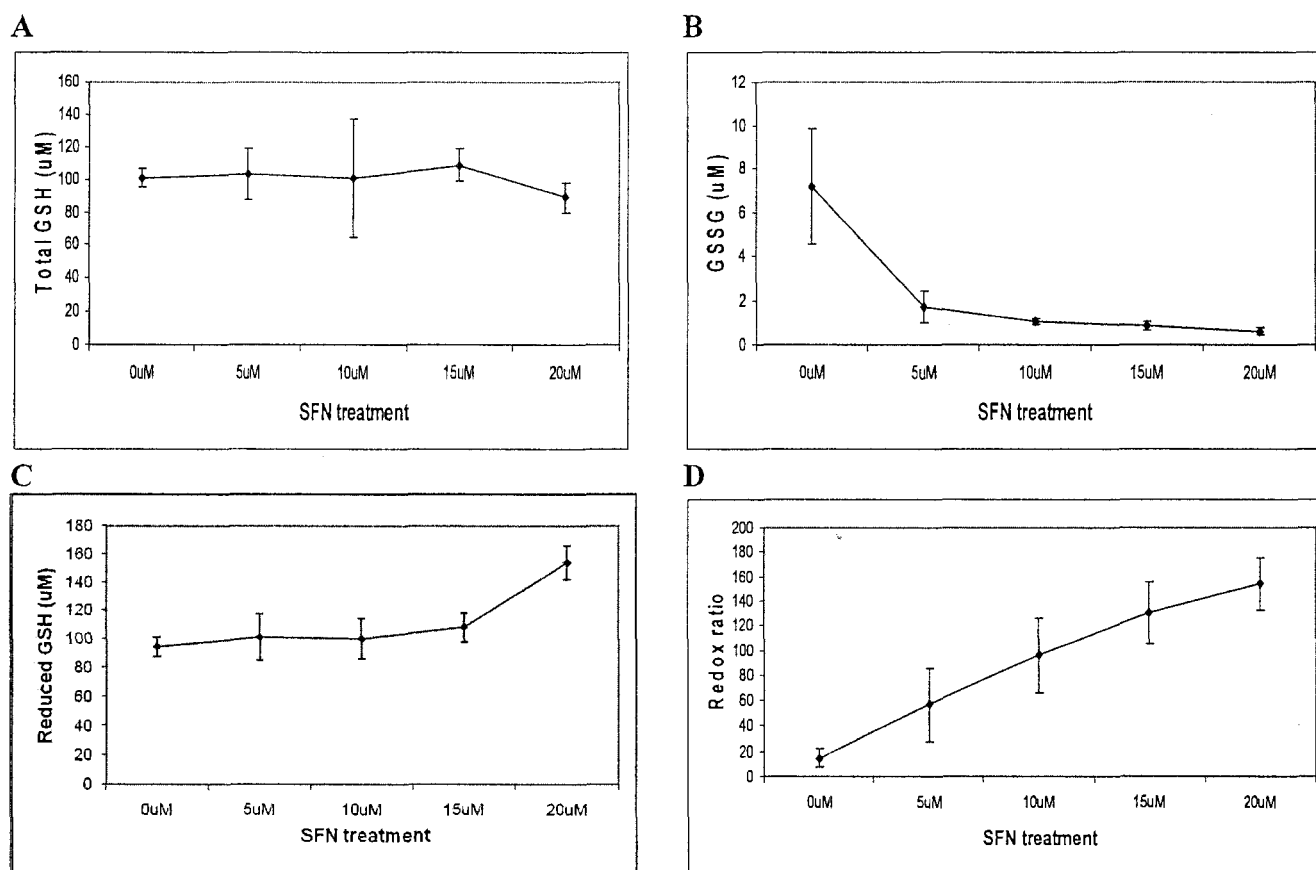 A
Total GSH (uM)
160
140
120
100
80
60
40
20
0
0uM 5uM 10uM 15uM 20uM
SFN treatment
B
GSSG (uM)
12
10
8
6
4
2
0
0uM 5uM 10uM 15uM 20uM
SFN treatment
C
Reduced GSH (uM)
180
160
140
120
100
80
60
40
20
0
0uM 5uM 10uM 15uM 20uM
SFN treatment
D
Redox ratio
200
180
160
140
120
100
80
60
40
20
0
0uM 5uM 10uM 15uM 20uM
SFN treatment